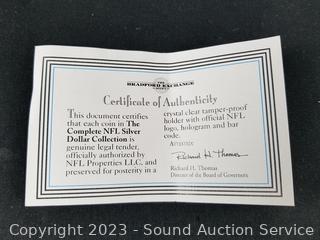 THE
BRADFORD EXCHANGE
MINT
Certificate of Authenticity
This document certifies
that each coin in The
Complete NFL Silver
Dollar Collection is
genuine legal tender,
officially authorized by
NFL Properties LLC, and
preserved for posterity in a
crystal clear tamper-proof
holder with official NFL
logo, hologram and bar
code.
ATTESTED:
Richard H. Thomas
Richard H. Thomas
Director of the Board of Governors
Copyright 2023 - Sound Auction Service